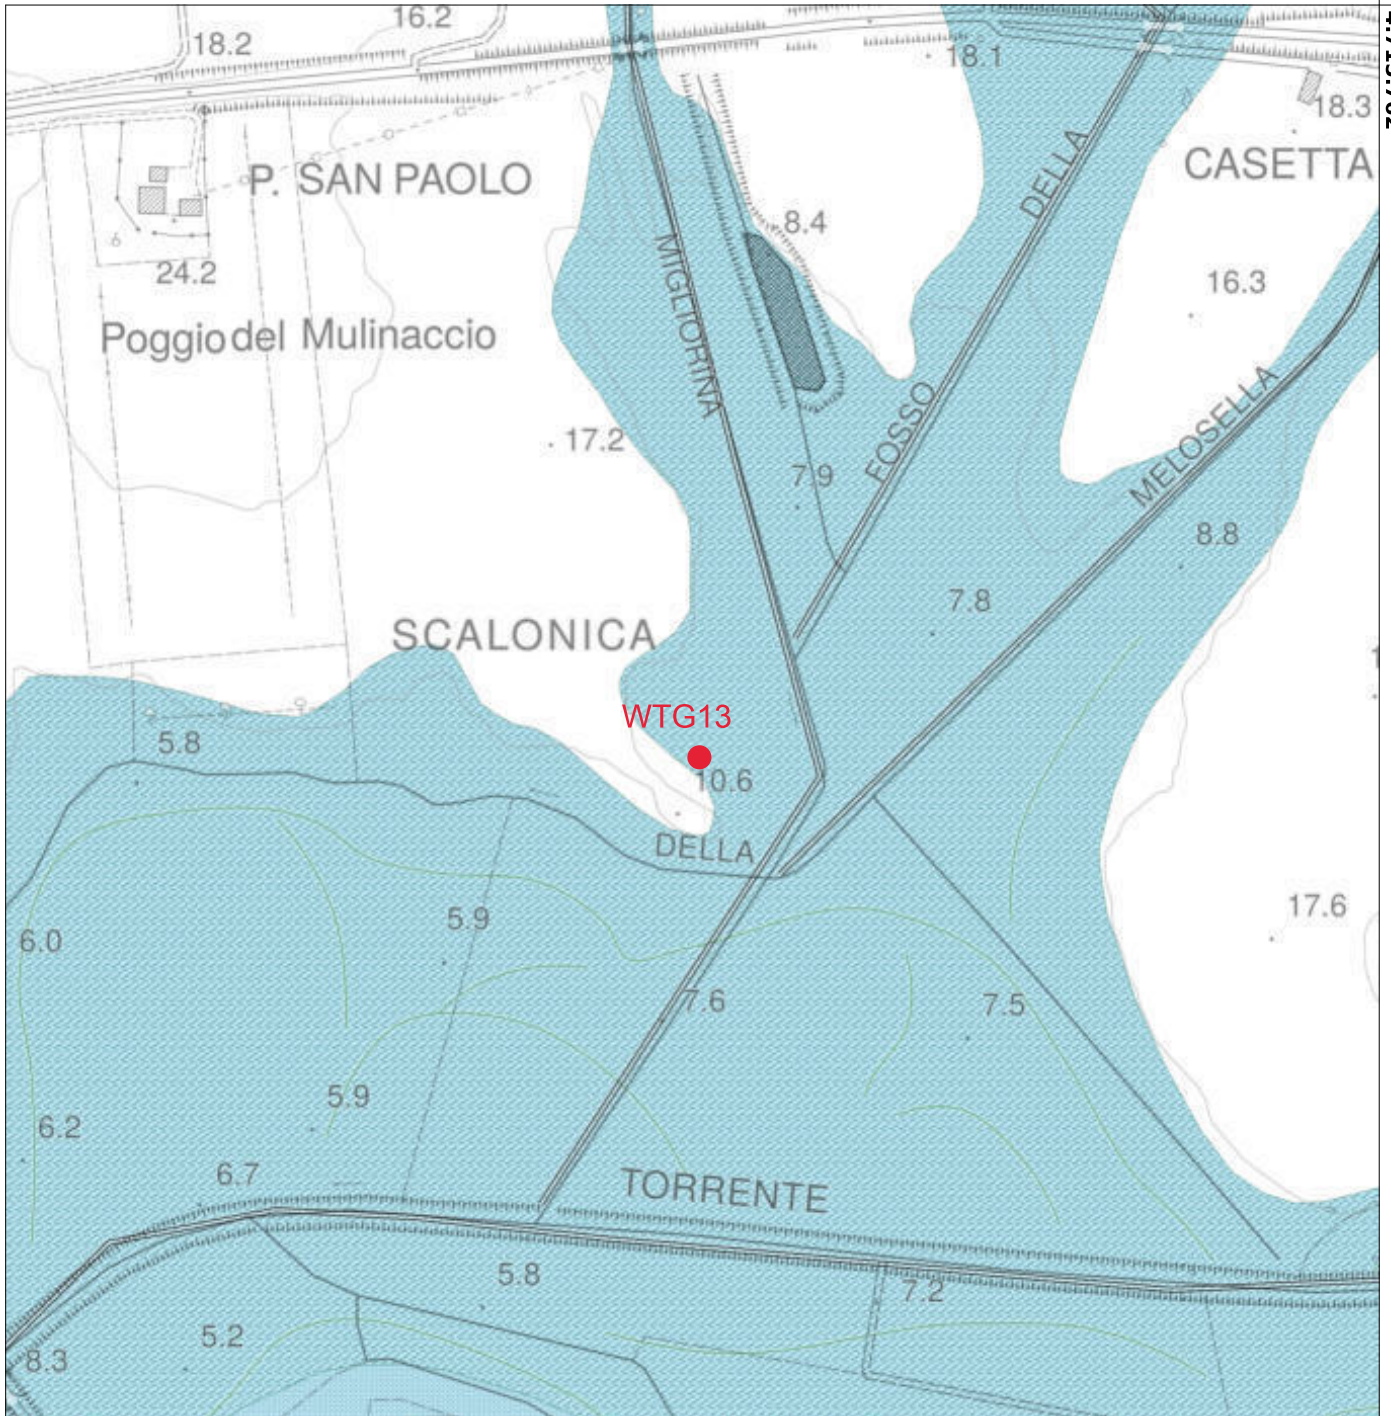 16.2
18.2
18.1
18.3
CASETTA
P. SAN PAOLO
DELLA
8.4
24.2
16.3
MIGLIORINA
Poggio del Mulinaccio
17.2
FOSSO
MELOSELLA
7.9
8.8
7.8
SCALONICA
WTG13
5.8
10.6
DELLA
17.6
5.9
6.0
7.6
7.5
5.9
6.2
6.7
TORRENTE
5.8
7.2
5.2
8.3